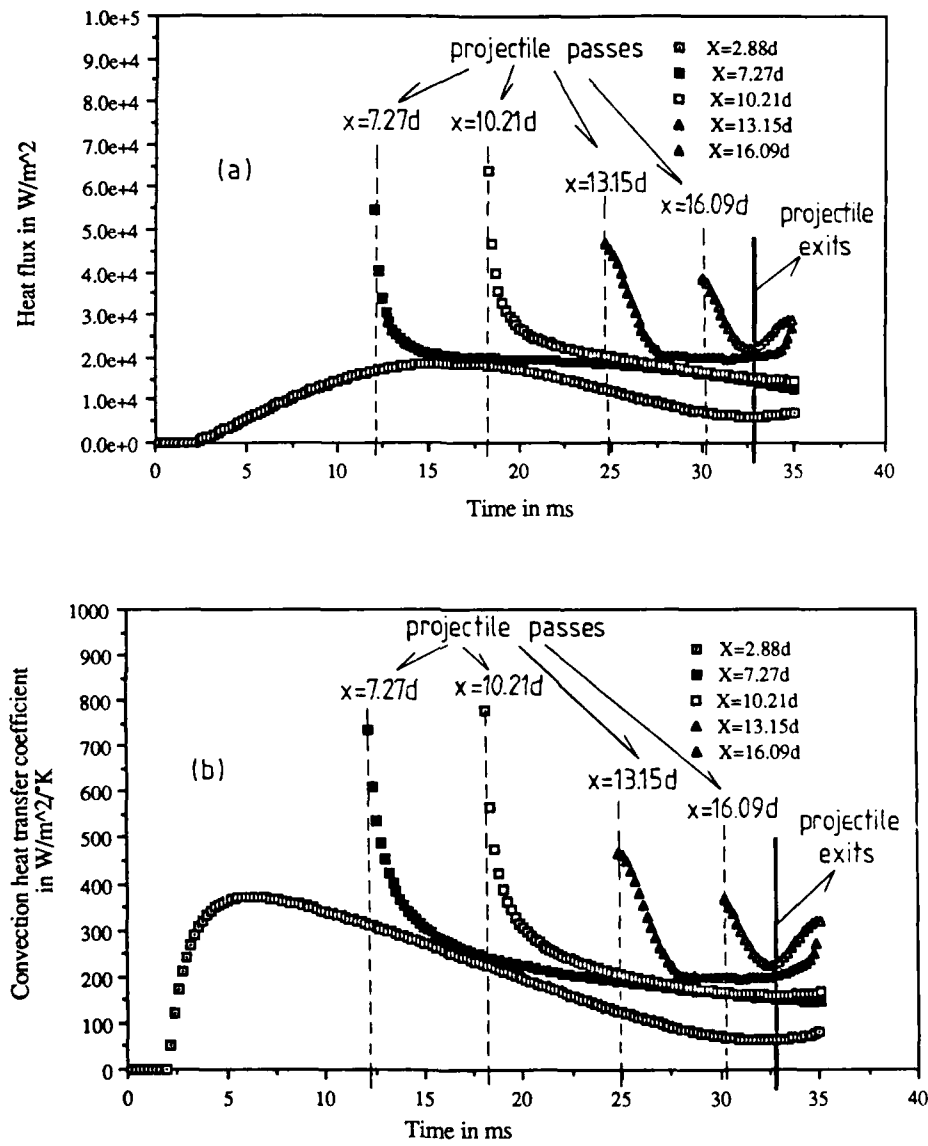 1.0e+5
9.0e+4
8.0e+4
7.0e+4
6.0e+4
5.0e+4
4.0e+4
3.0e+4
2.0e+4
1.0e+4
0.0e+0
Heat flux in W/m^2
(a)
projectile passes
x=7.27d
x=10.21d
x=13.15d
x=16.09d
projectile
exits
X=2.88d
X=7.27d
X=10.21d
X=13.15d
X=16.09d
0 5 10 15 20 25 30 35 40
Time in ms
1000
900
800
700
600
500
400
300
200
100
0
Convection heat transfer coefficient
in W/m^2/°K
(b)
projectile passes
x=7.27d
x=10.21d
x=13.15d
x=16.09d
projectile
exits
X=2.88d
X=7.27d
X=10.21d
X=13.15d
X=16.09d
0 5 10 15 20 25 30 35 40
Time in ms